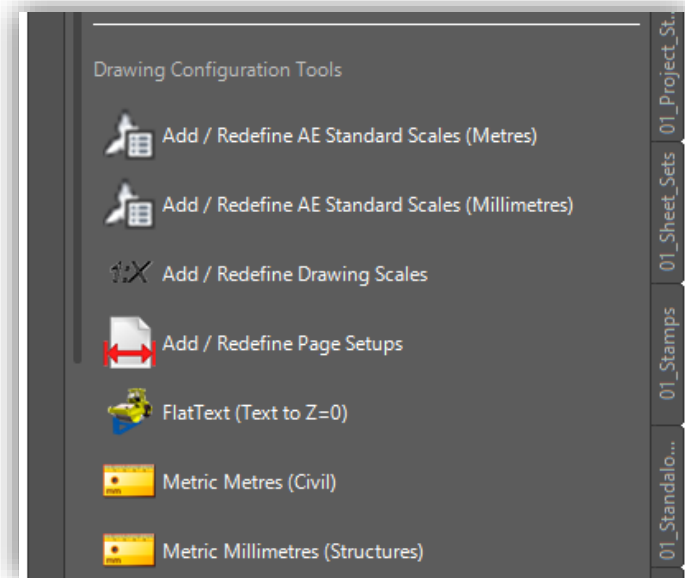 Drawing Configuration Tools
Add / Redefine AE Standard Scales (Metres)
Add / Redefine AE Standard Scales (Millimetres)
1:X Add / Redefine Drawing Scales
Add / Redefine Page Setups
FlatText (Text to Z=0)
mm Metric Metres (Civil)
mm Metric Millimetres (Structures)
01_Project_St...
01_Sheet_Sets
01_Stamps
01_Standalo...